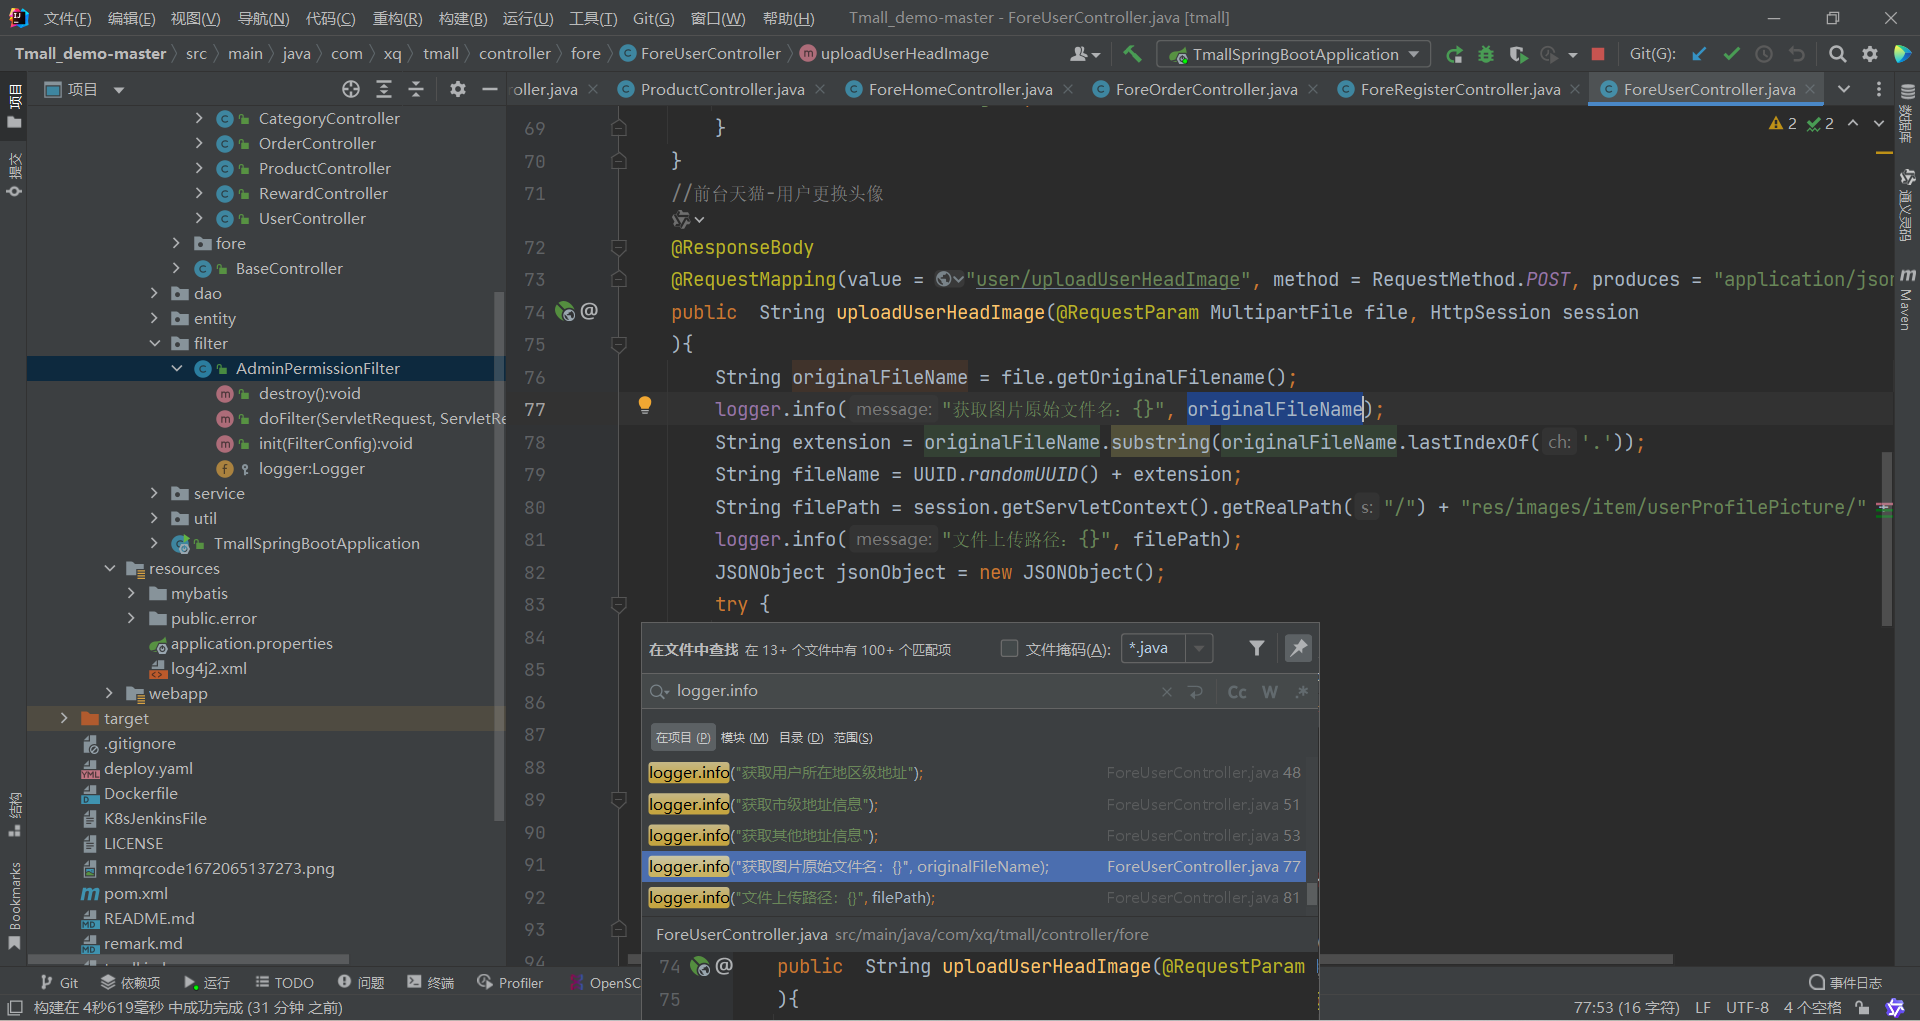 文件(F) 编辑(E) 视图(V) 导航(N) 代码(C) 重构(R) 构建(B) 运行(U) 工具(T) Git(G) 窗口(W) 帮助(H) Tmall_demo-master - ForeUserController.java [tmall]
Tmall_demo-master src main java com xq tmall controller fore ForeUserController uploadUserHeadImage TmallSpringBootApplication Git(G):
项目
提交
结构
Bookmarks
项目
CategoryController
OrderController
ProductController
RewardController
UserController
fore
BaseController
dao
entity
filter
AdminPermissionFilter
destroy():void
doFilter(ServletRequest, ServletRe
init(FilterConfig):void
logger:Logger
service
util
TmallSpringBootApplication
resources
mybatis
public.error
application.properties
log4j2.xml
webapp
target
.gitignore
deploy.yaml
Dockerfile
K8sJenkinsFile
LICENSE
mmqrcode1672065137273.png
pom.xml
README.md
remark.md
oller.java ProductController.java ForeHomeController.java ForeOrderController.java ForeRegisterController.java ForeUserController.java
2 2
69 }
70 }
71 //前台天猫-用户更换头像
72 @ResponseBody
73 @RequestMapping(value = "user/uploadUserHeadImage", method = RequestMethod.POST, produces = "application/json
74 @ public String uploadUserHeadImage(@RequestParam MultipartFile file, HttpSession session
75 ){
76 String originalFileName = file.getOriginalFilename();
77 logger.info( message: "获取图片原始文件名: {}", originalFileName);
78 String extension = originalFileName.substring(originalFileName.lastIndexOf( ch: '.'));
79 String fileName = UUID.randomUUID() + extension;
80 String filePath = session.getServletContext().getRealPath( s: "/") + "res/images/item/userProfilePicture/" +
81 logger.info( message: "文件上传路径: {}", filePath);
82 JSONObject jsonObject = new JSONObject();
83 try {
84
85
86
87
88
89
90
91
92
93
94
在文件中查找 在 13+ 个文件中有 100+ 个匹配项 文件掩码(A): *.java
logger.info Cc W .*
在项目 (P) 模块 (M) 目录 (D) 范围(S)
logger.info("获取用户所在地区级地址"); ForeUserController.java 48
logger.info("获取市级地址信息"); ForeUserController.java 51
logger.info("获取其他地址信息"); ForeUserController.java 53
logger.info("获取图片原始文件名: {}", originalFileName); ForeUserController.java 77
logger.info("文件上传路径: {}", filePath); ForeUserController.java 81
ForeUserController.java src/main/java/com/xq/tmall/controller/fore
74 @ public String uploadUserHeadImage(@RequestParam
75 ){
数据库
通义灵码
Maven
Git 依赖项 运行 TODO 问题 终端 Profiler OpenSC 事件日志
构建在 4秒619毫秒 中成功完成 (31 分钟 之前) 77:53 (16 字符) LF UTF-8 4 个空格